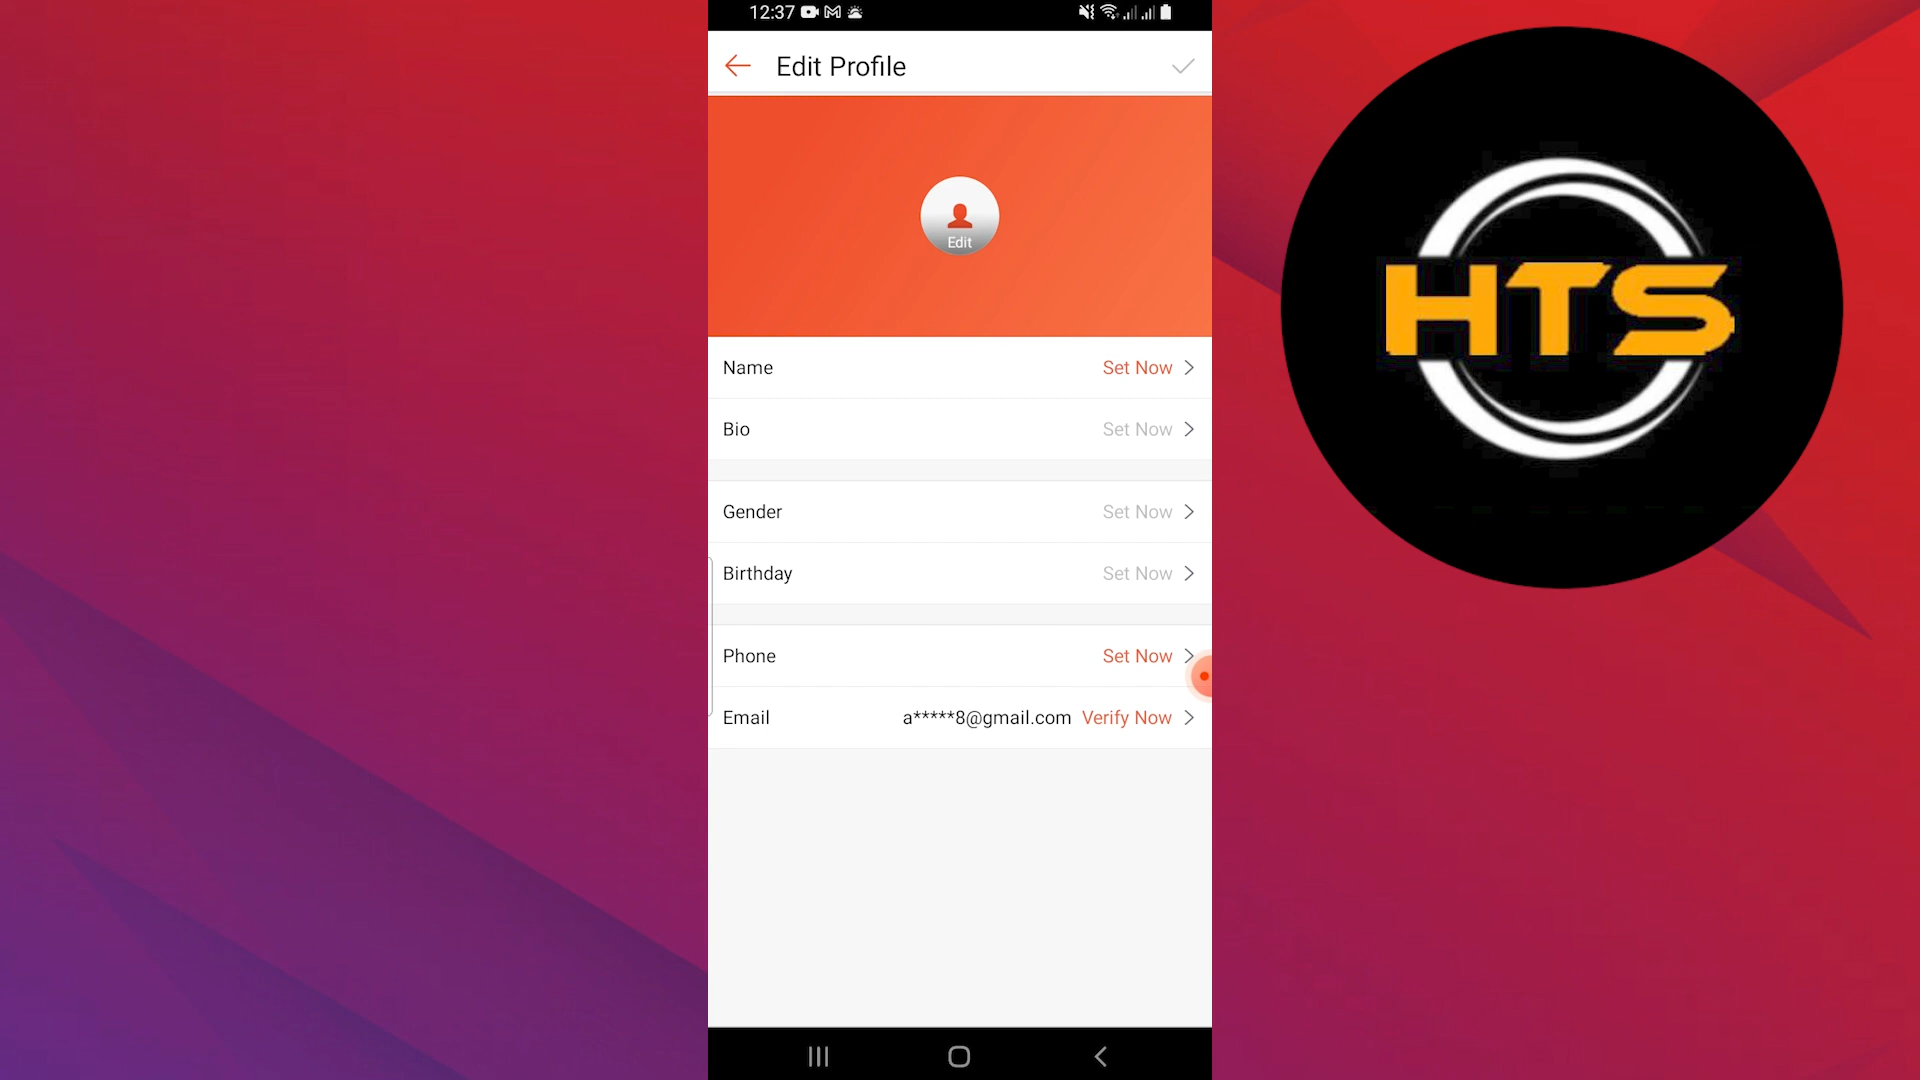 12:37
Edit Profile
Edit
Name Set Now
Bio Set Now
Gender Set Now
Birthday Set Now
Phone Set Now
Email a*****8@gmail.com Verify Now
HTS